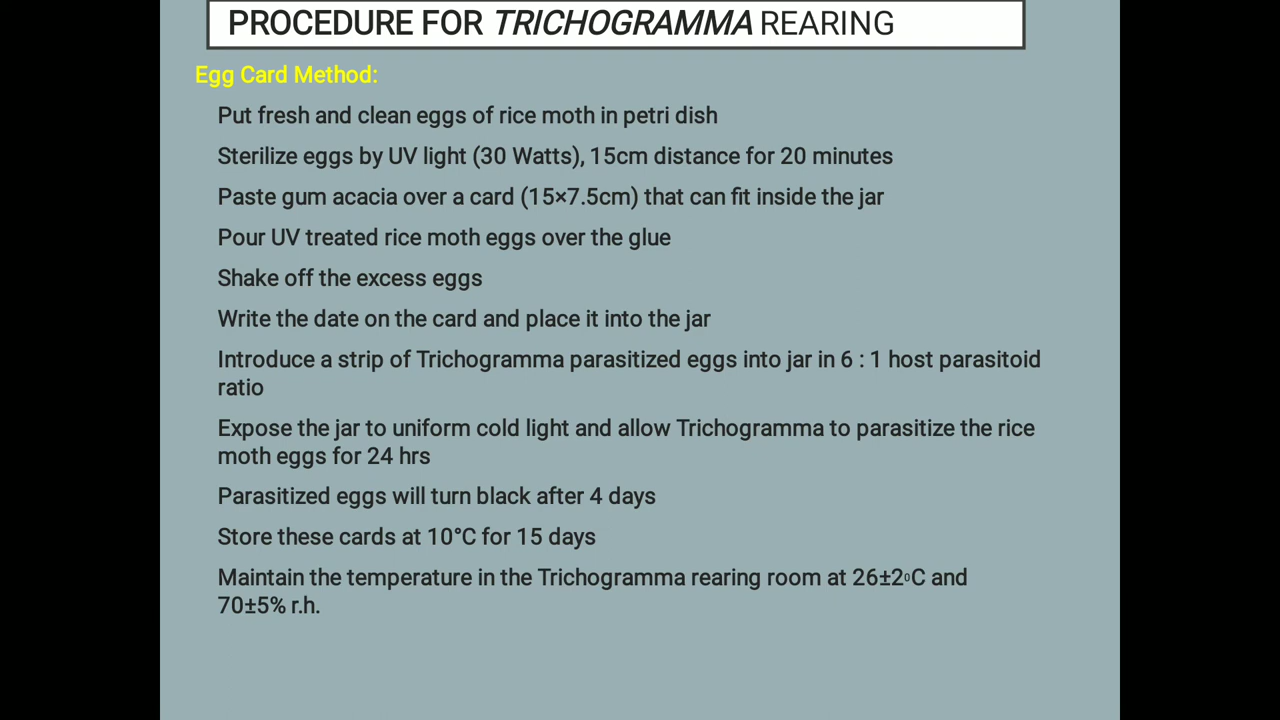 PROCEDURE FOR TRICHOGRAMMA REARING
Egg Card Method:
Put fresh and clean eggs of rice moth in petri dish
Sterilize eggs by UV light (30 Watts), 15cm distance for 20 minutes
Paste gum acacia over a card (15×7.5cm) that can fit inside the jar
Pour UV treated rice moth eggs over the glue
Shake off the excess eggs
Write the date on the card and place it into the jar
Introduce a strip of Trichogramma parasitized eggs into jar in 6 : 1 host parasitoid
ratio
Expose the jar to uniform cold light and allow Trichogramma to parasitize the rice
moth eggs for 24 hrs
Parasitized eggs will turn black after 4 days
Store these cards at 10°C for 15 days
Maintain the temperature in the Trichogramma rearing room at 26±2⁰C and
70±5% r.h.